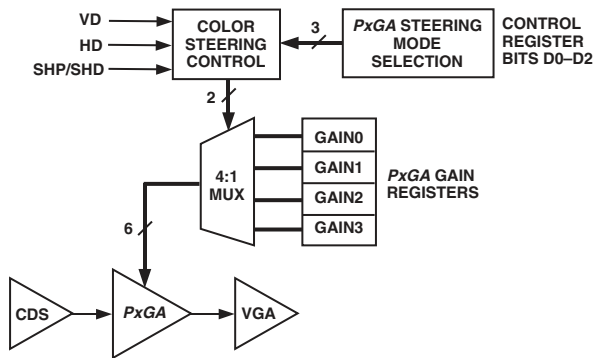 VD
HD
SHP/SHD
COLOR
STEERING
CONTROL
3
PxGA STEERING
MODE
SELECTION
CONTROL
REGISTER
BITS D0–D2
2
4:1
MUX
GAIN0
GAIN1
GAIN2
GAIN3
PxGA GAIN
REGISTERS
6
CDS
PxGA
VGA